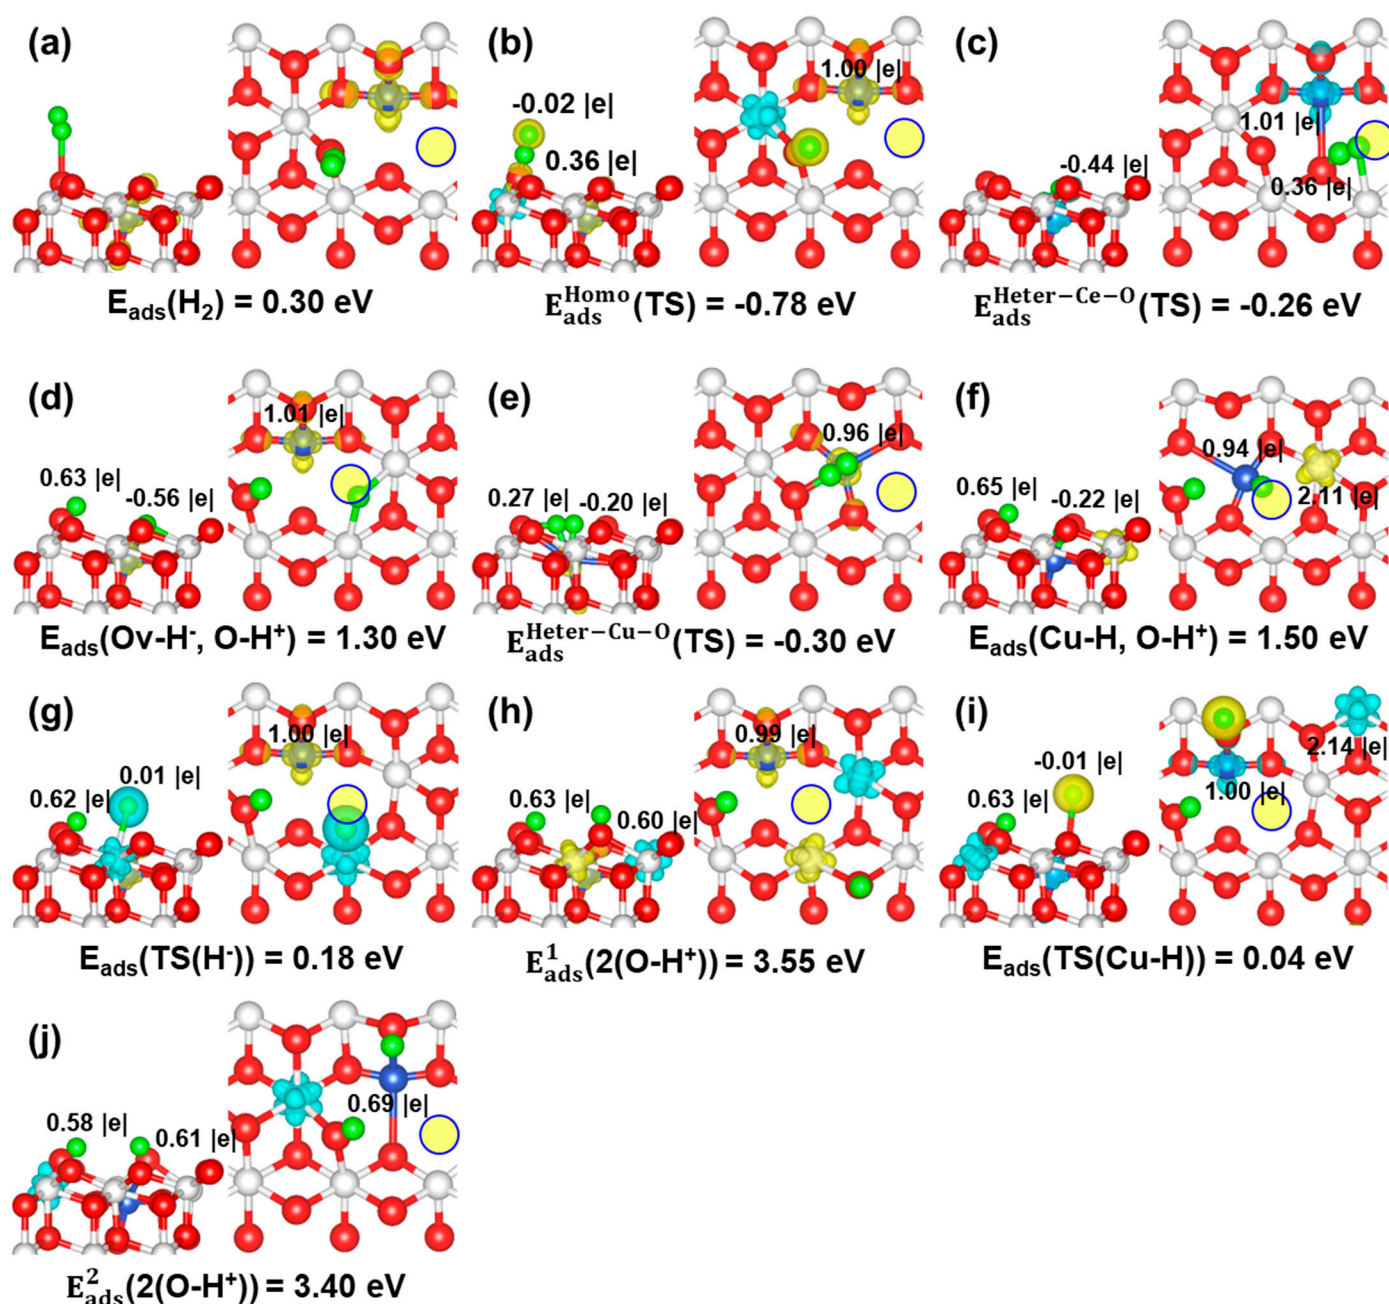 (a)
E_ads(H₂) = 0.30 eV
(b)
-0.02 |e|
0.36 |e|
1.00 |e|
E_ads^Homo(TS) = -0.78 eV
(c)
-0.44 |e|
1.01 |e|
0.36 |e|
E_ads^Heter−Ce−O(TS) = -0.26 eV
(d)
0.63 |e|
-0.56 |e|
1.01 |e|
E_ads(Ov-H⁻, O-H⁺) = 1.30 eV
(e)
0.27 |e|
-0.20 |e|
0.96 |e|
E_ads^Heter−Cu−O(TS) = -0.30 eV
(f)
0.65 |e|
-0.22 |e|
0.94 |e|
2.11 |e|
E_ads(Cu-H, O-H⁺) = 1.50 eV
(g)
0.01 |e|
0.62 |e|
1.00 |e|
E_ads(TS(H⁻)) = 0.18 eV
(h)
0.63 |e|
0.60 |e|
0.99 |e|
E_ads^1(2(O-H⁺)) = 3.55 eV
(i)
-0.01 |e|
0.63 |e|
2.14 |e|
1.00 |e|
E_ads(TS(Cu-H)) = 0.04 eV
(j)
0.58 |e|
0.61 |e|
0.69 |e|
E_ads^2(2(O-H⁺)) = 3.40 eV